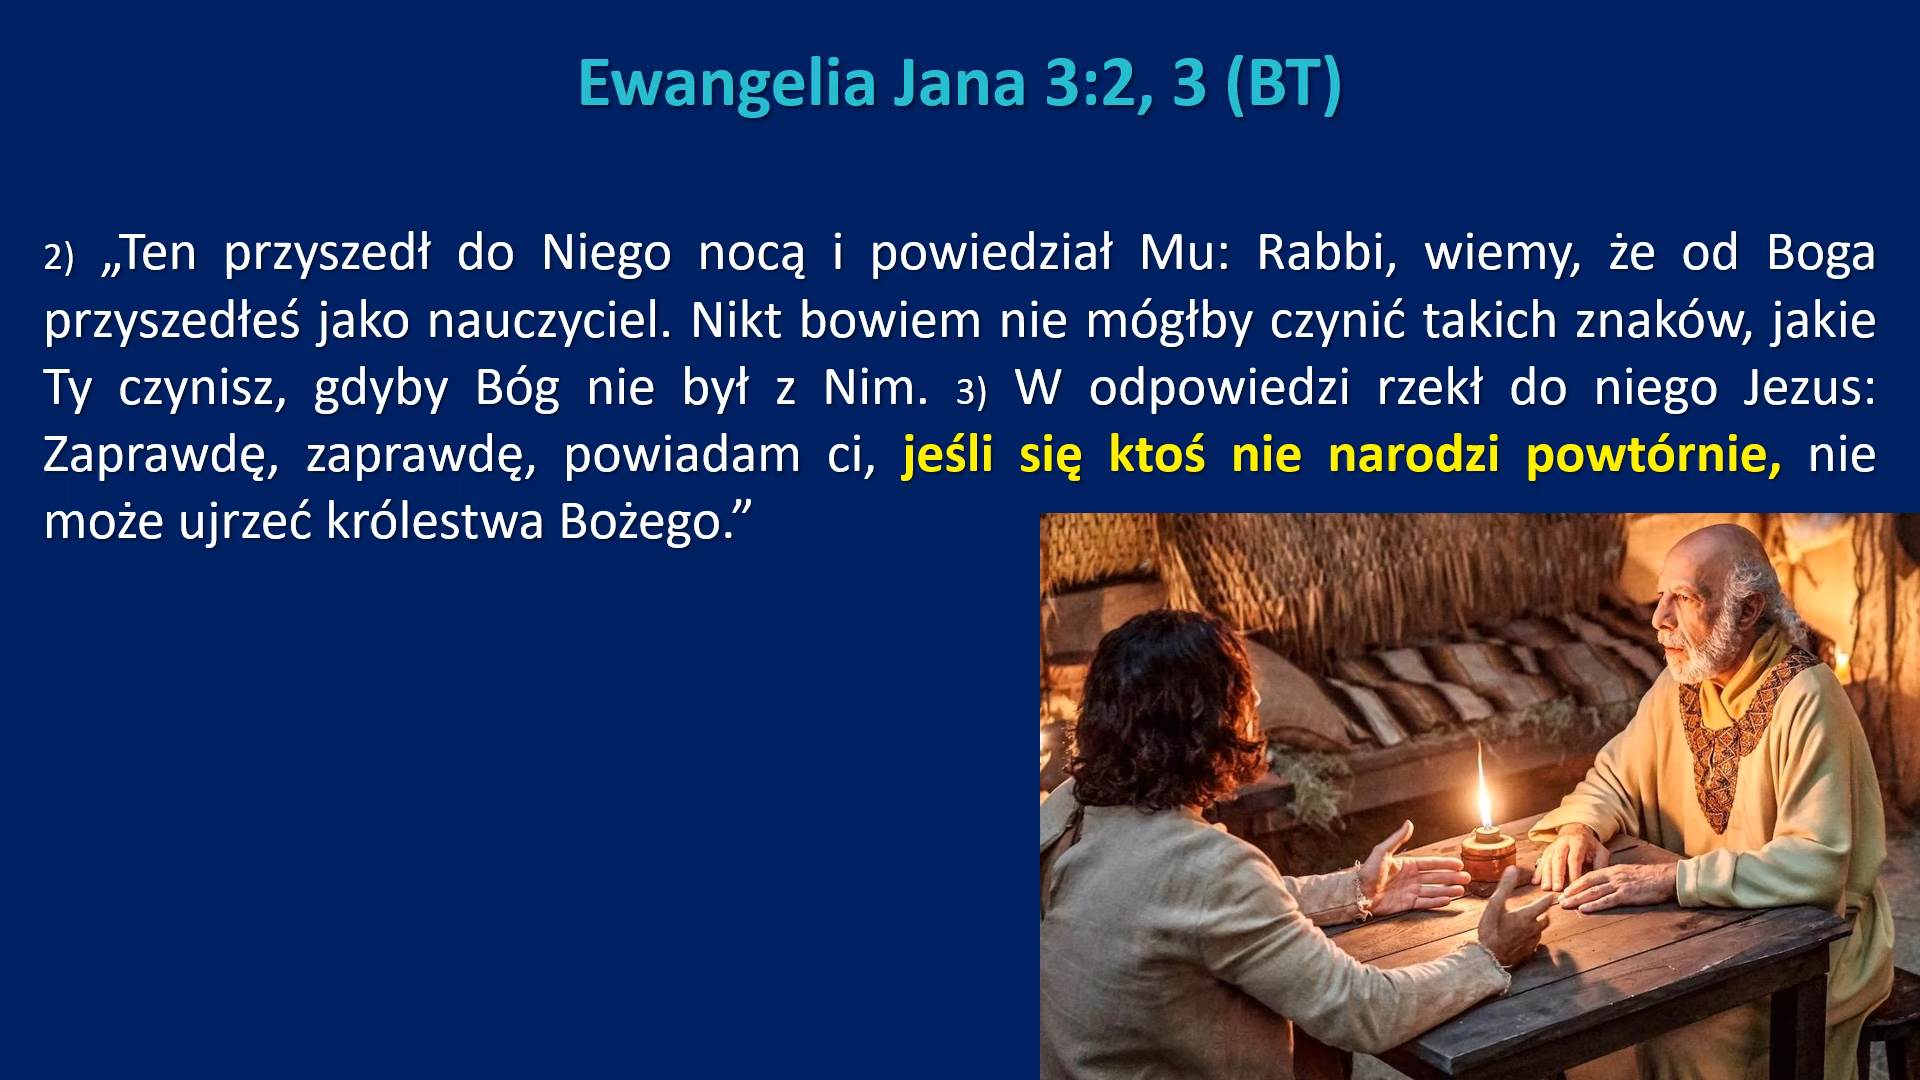 Ewangelia Jana 3:2, 3 (BT)
2) „Ten przyszedł do Niego nocą i powiedział Mu: Rabbi, wiemy, że od Boga
przyszedłeś jako nauczyciel. Nikt bowiem nie mógłby czynić takich znaków, jakie
Ty czynisz, gdyby Bóg nie był z Nim. 3) W odpowiedzi rzekł do niego Jezus:
Zaprawdę, zaprawdę, powiadam ci, jeśli się ktoś nie narodzi powtórnie, nie
może ujrzeć królestwa Bożego.”